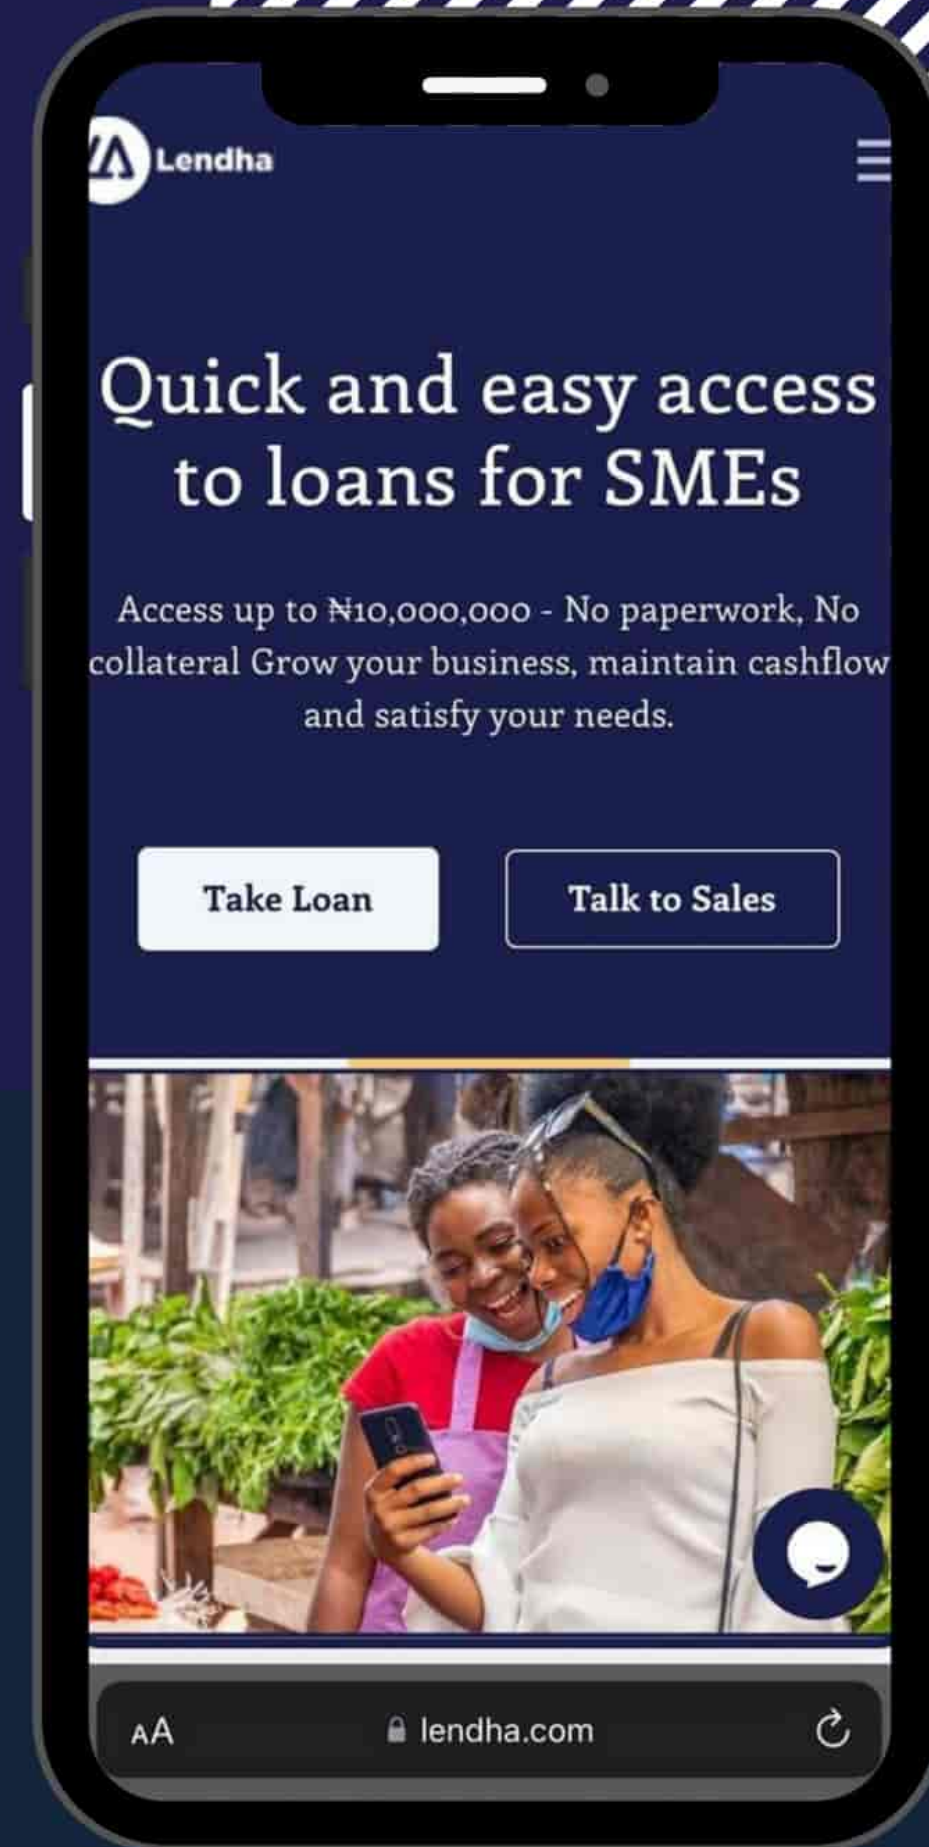 Lendha
Quick and easy access
to loans for SMEs
Access up to ₦10,000,000 - No paperwork, No
collateral Grow your business, maintain cashflow
and satisfy your needs.
Take Loan
Talk to Sales
AA
lendha.com